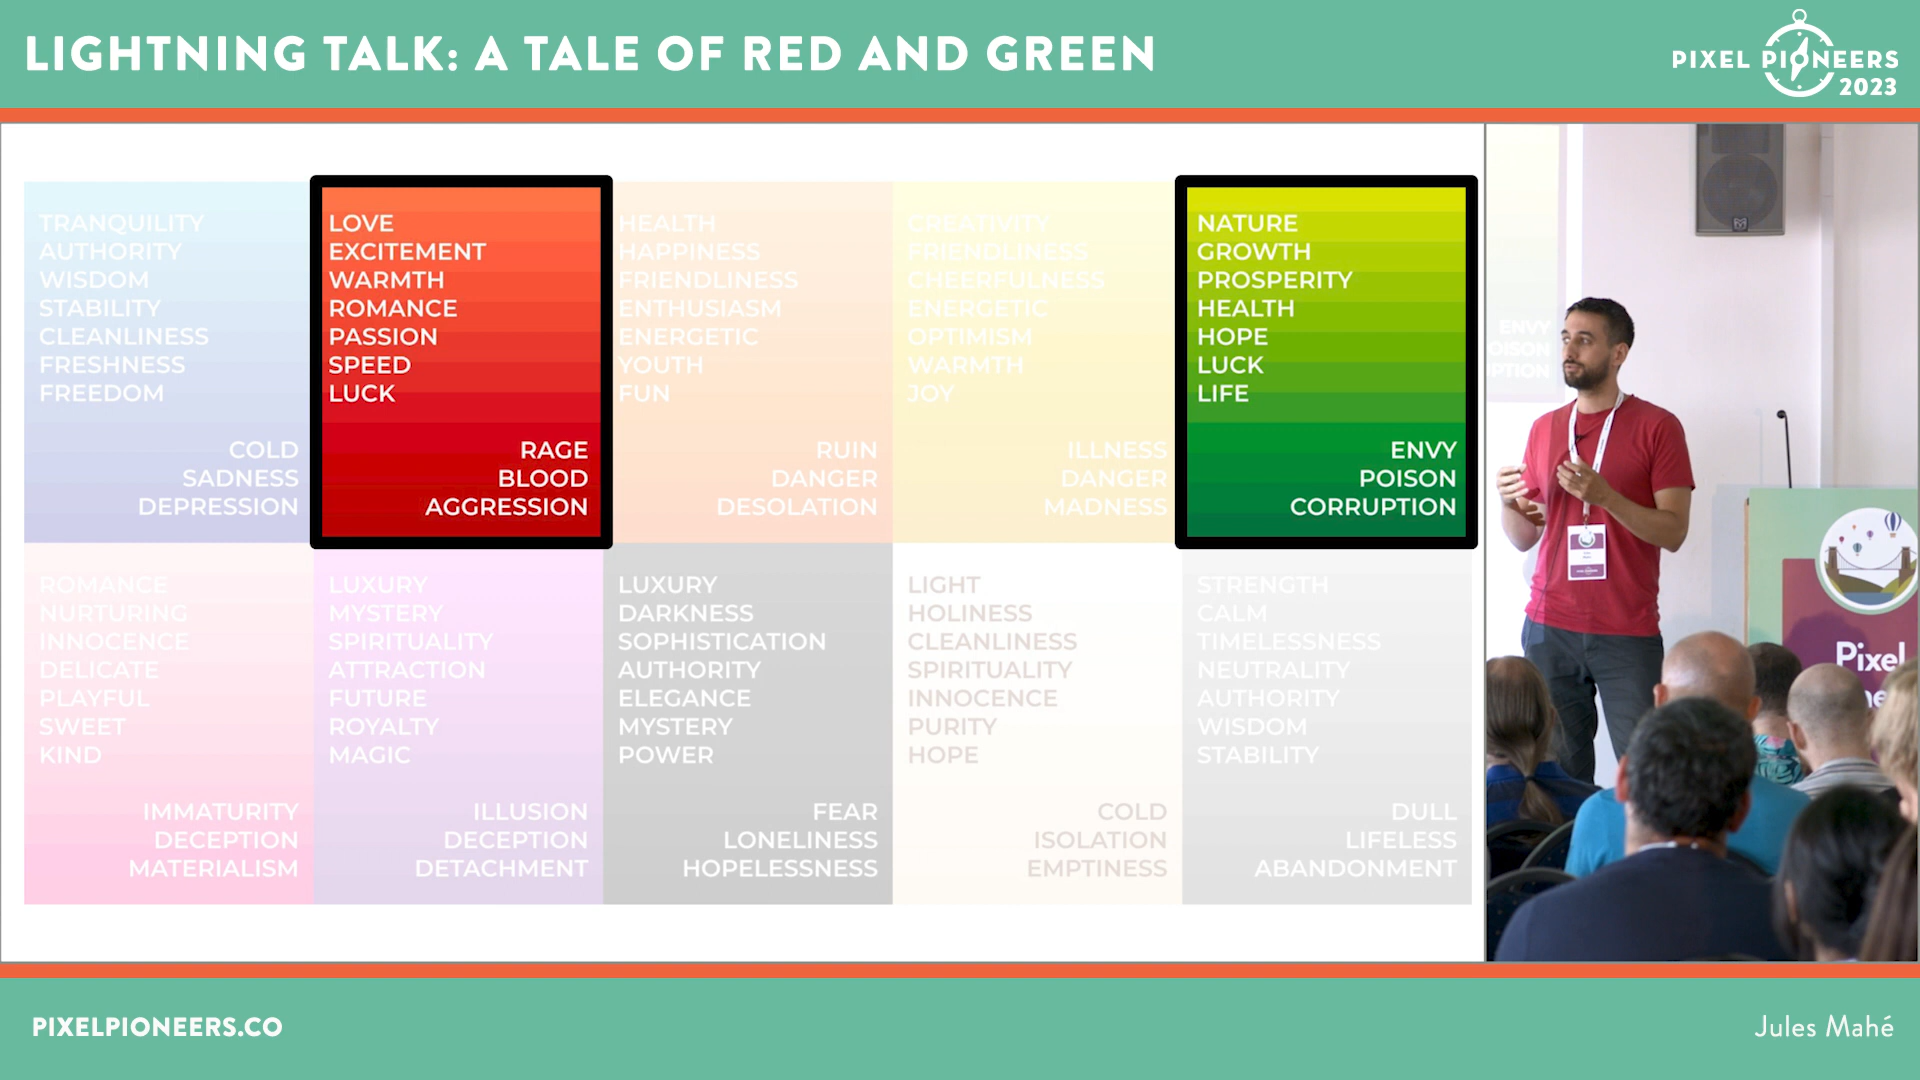 LIGHTNING TALK: A TALE OF RED AND GREEN
PIXEL PIONEERS
2023
TRANQUILITY
AUTHORITY
WISDOM
STABILITY
CLEANLINESS
FRESHNESS
FREEDOM
COLD
SADNESS
DEPRESSION
LOVE
EXCITEMENT
WARMTH
ROMANCE
PASSION
SPEED
LUCK
RAGE
BLOOD
AGGRESSION
HEALTH
HAPPINESS
FRIENDLINESS
ENTHUSIASM
ENERGETIC
YOUTH
FUN
RUIN
DANGER
DESOLATION
CREATIVITY
FRIENDLINESS
CHEERFULNESS
ENERGETIC
OPTIMISM
WARMTH
JOY
ILLNESS
DANGER
MADNESS
NATURE
GROWTH
PROSPERITY
HEALTH
HOPE
LUCK
LIFE
ENVY
POISON
CORRUPTION
ROMANCE
NURTURING
INNOCENCE
DELICATE
PLAYFUL
SWEET
KIND
IMMATURITY
DECEPTION
MATERIALISM
LUXURY
MYSTERY
SPIRITUALITY
ATTRACTION
FUTURE
ROYALTY
MAGIC
ILLUSION
DECEPTION
DETACHMENT
LUXURY
DARKNESS
SOPHISTICATION
AUTHORITY
ELEGANCE
MYSTERY
POWER
FEAR
LONELINESS
HOPELESSNESS
LIGHT
HOLINESS
CLEANLINESS
SPIRITUALITY
INNOCENCE
PURITY
HOPE
COLD
ISOLATION
EMPTINESS
STRENGTH
CALM
TIMELESSNESS
NEUTRALITY
AUTHORITY
WISDOM
STABILITY
DULL
LIFELESS
ABANDONMENT
ENVY
OISON
PTION
Pixel
PIXELPIONEERS.CO
Jules Mahé